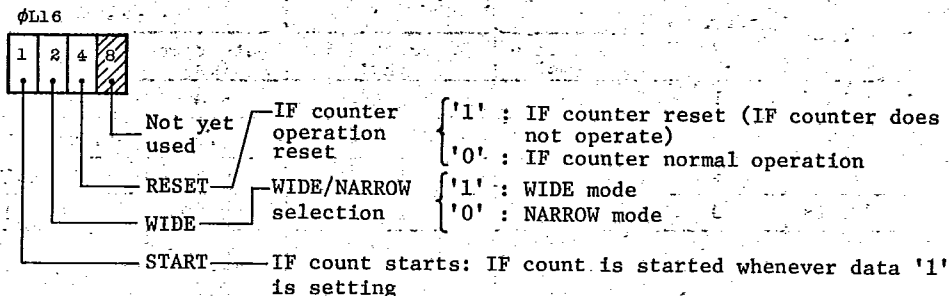 φL16
1 2 4 8
Not yet used
IF counter operation reset
'1' : IF counter reset (IF counter does not operate)
'0' : IF counter normal operation
RESET
WIDE/NARROW selection
'1' : WIDE mode
'0' : NARROW mode
WIDE
START
IF count starts: IF count is started whenever data '1' is setting